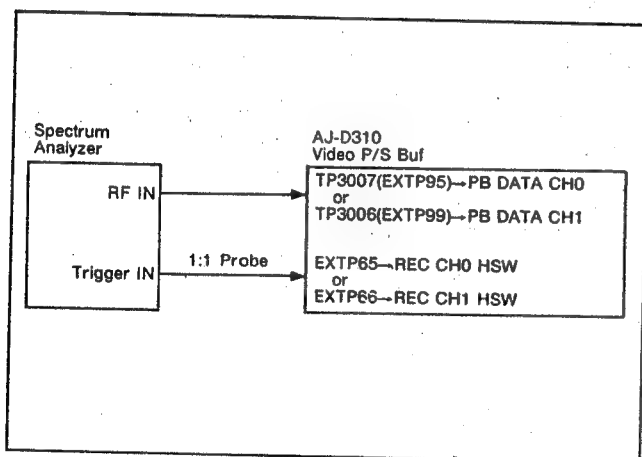 Spectrum
Analyzer
RF IN
Trigger IN
1:1 Probe
AJ-D310
Video P/S Buf
TP3007(EXTP95)→PB DATA CH0
or
TP3006(EXTP99)→PB DATA CH1
EXTP65→REC CH0 HSW
or
EXTP66→REC CH1 HSW